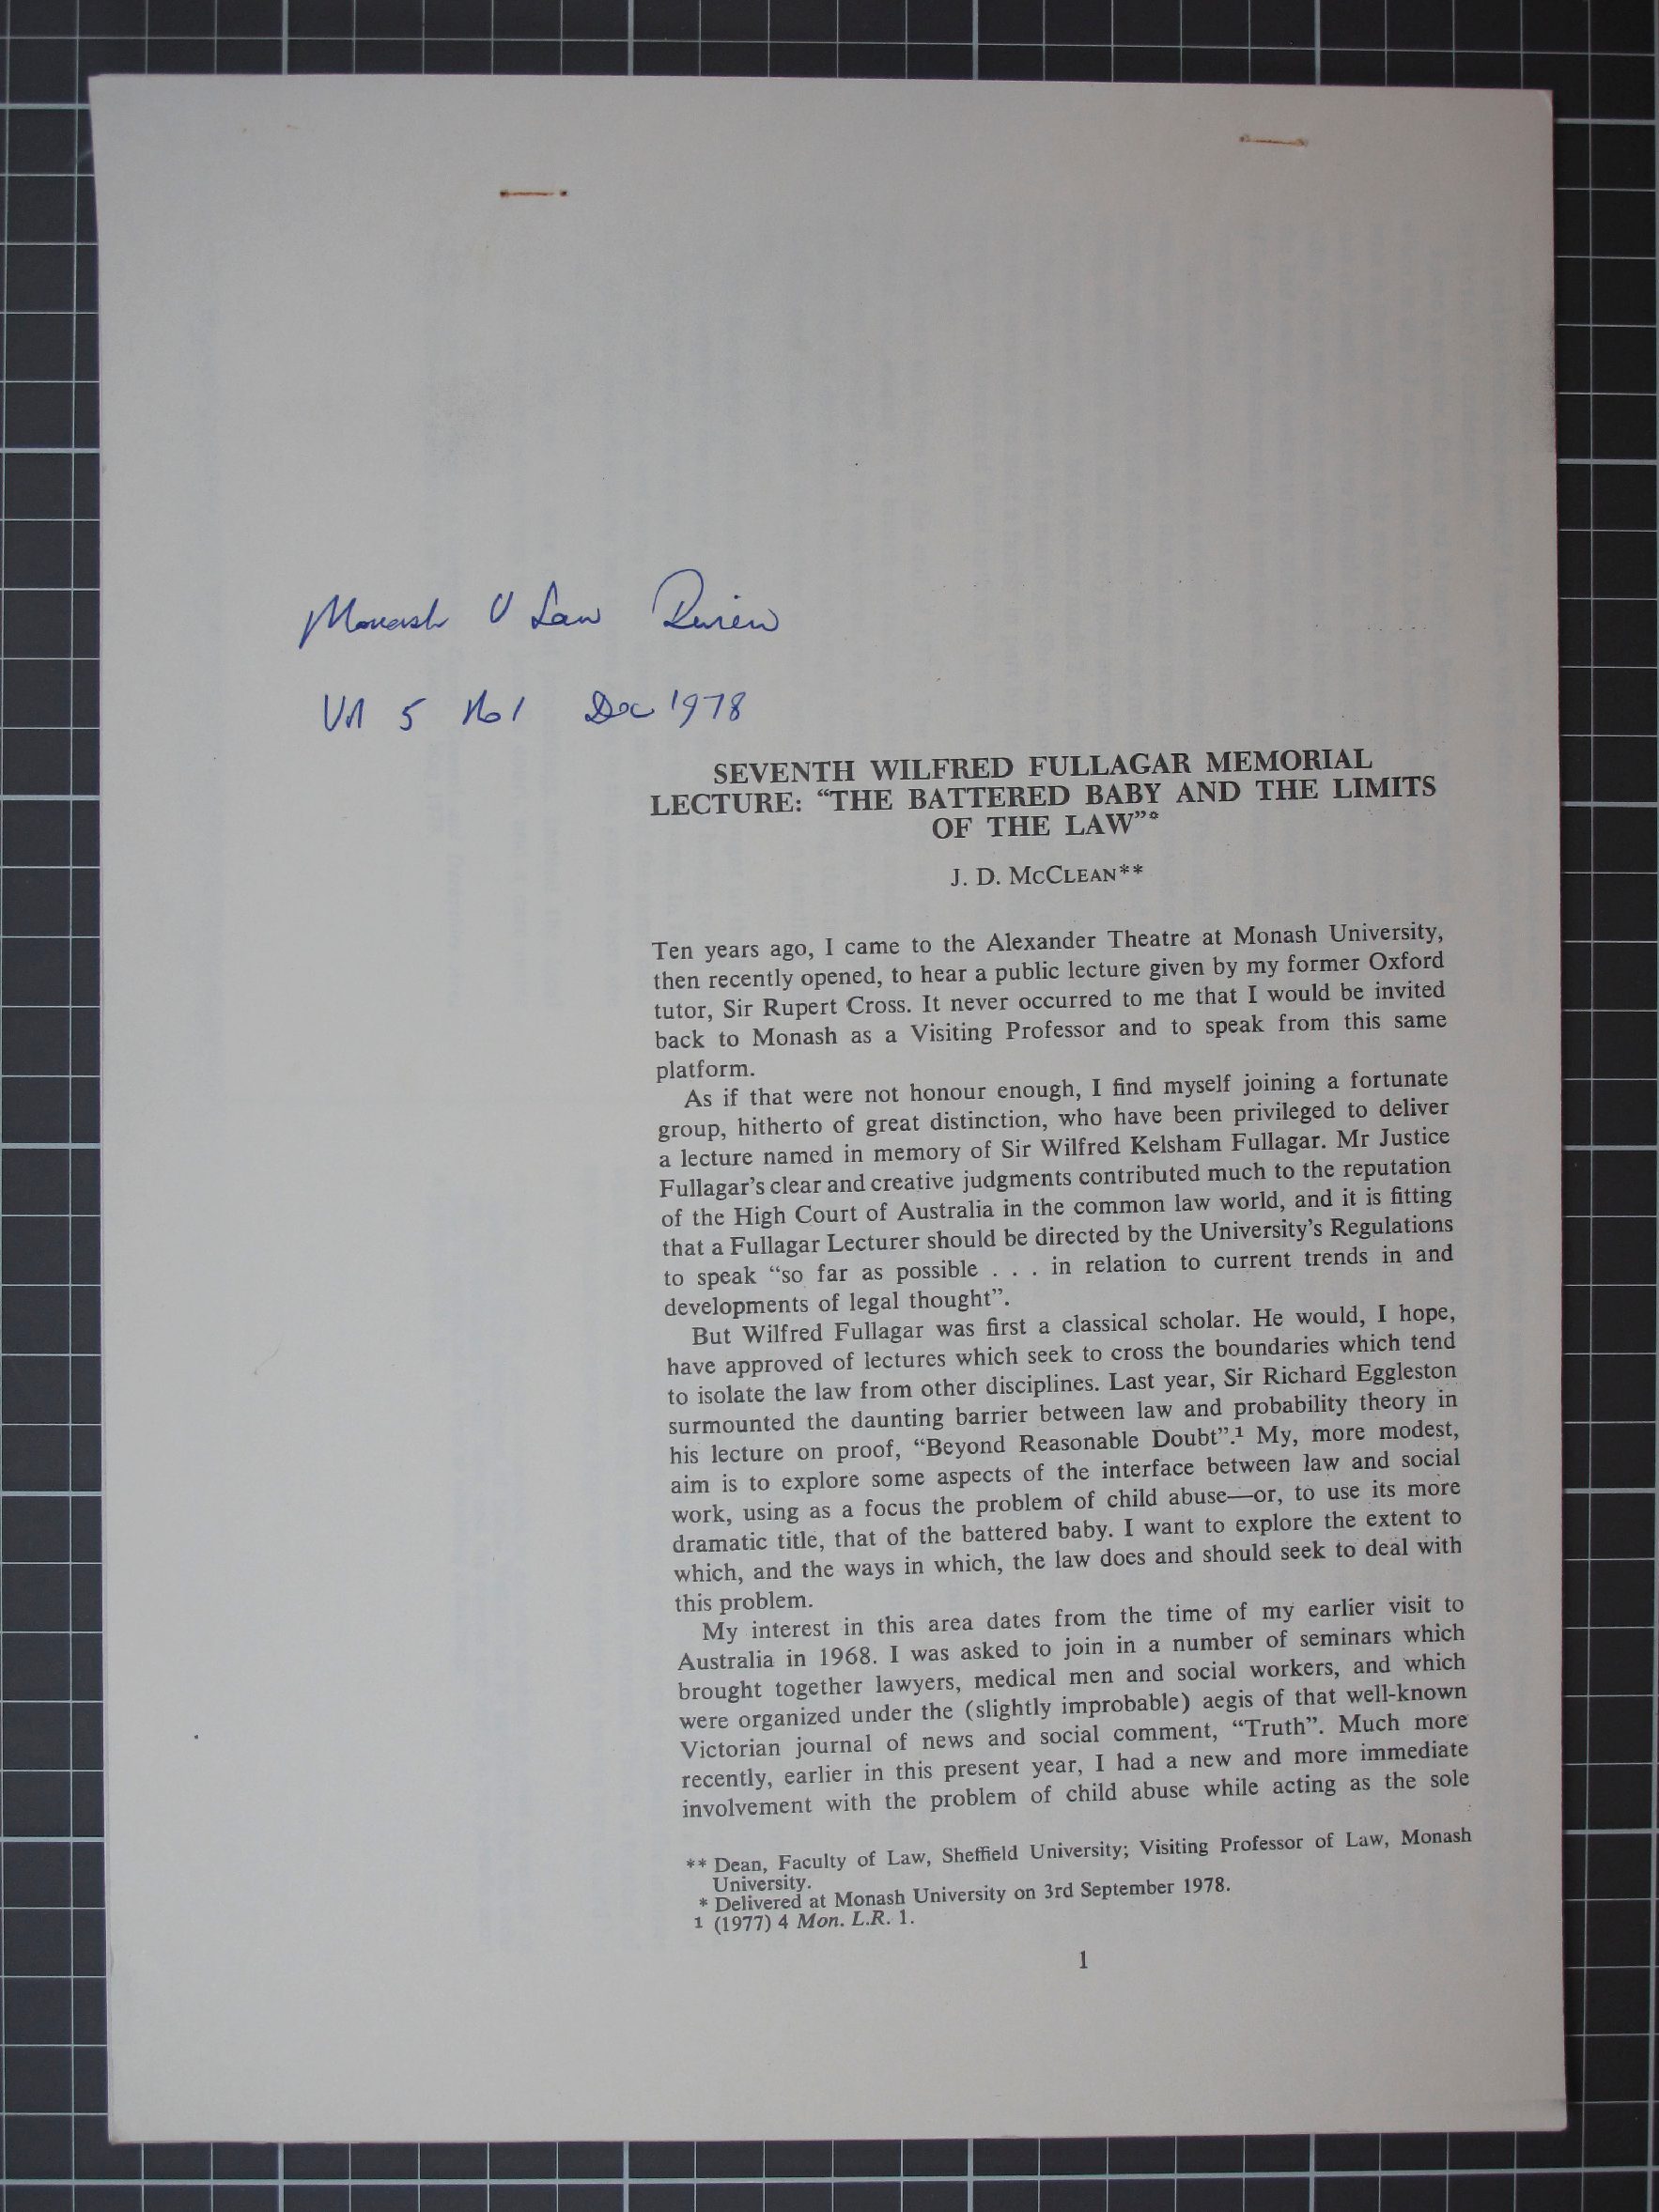 Monash U Law Review
Vol 5 No 1 Dec 1978
SEVENTH WILFRED FULLAGAR MEMORIAL
LECTURE: “THE BATTERED BABY AND THE LIMITS
OF THE LAW”*
J. D. McCLEAN**
Ten years ago, I came to the Alexander Theatre at Monash University,
then recently opened, to hear a public lecture given by my former Oxford
tutor, Sir Rupert Cross. It never occurred to me that I would be invited
back to Monash as a Visiting Professor and to speak from this same
platform.
As if that were not honour enough, I find myself joining a fortunate
group, hitherto of great distinction, who have been privileged to deliver
a lecture named in memory of Sir Wilfred Kelsham Fullagar. Mr Justice
Fullagar’s clear and creative judgments contributed much to the reputation
of the High Court of Australia in the common law world, and it is fitting
that a Fullagar Lecturer should be directed by the University’s Regulations
to speak “so far as possible . . . in relation to current trends in and
developments of legal thought”.
But Wilfred Fullagar was first a classical scholar. He would, I hope,
have approved of lectures which seek to cross the boundaries which tend
to isolate the law from other disciplines. Last year, Sir Richard Eggleston
surmounted the daunting barrier between law and probability theory in
his lecture on proof, “Beyond Reasonable Doubt”.¹ My, more modest,
aim is to explore some aspects of the interface between law and social
work, using as a focus the problem of child abuse—or, to use its more
dramatic title, that of the battered baby. I want to explore the extent to
which, and the ways in which, the law does and should seek to deal with
this problem.
My interest in this area dates from the time of my earlier visit to
Australia in 1968. I was asked to join in a number of seminars which
brought together lawyers, medical men and social workers, and which
were organized under the (slightly improbable) aegis of that well-known
Victorian journal of news and social comment, “Truth”. Much more
recently, earlier in this present year, I had a new and more immediate
involvement with the problem of child abuse while acting as the sole
** Dean, Faculty of Law, Sheffield University; Visiting Professor of Law, Monash
University.
* Delivered at Monash University on 3rd September 1978.
1 (1977) 4 Mon. L.R. 1.
1